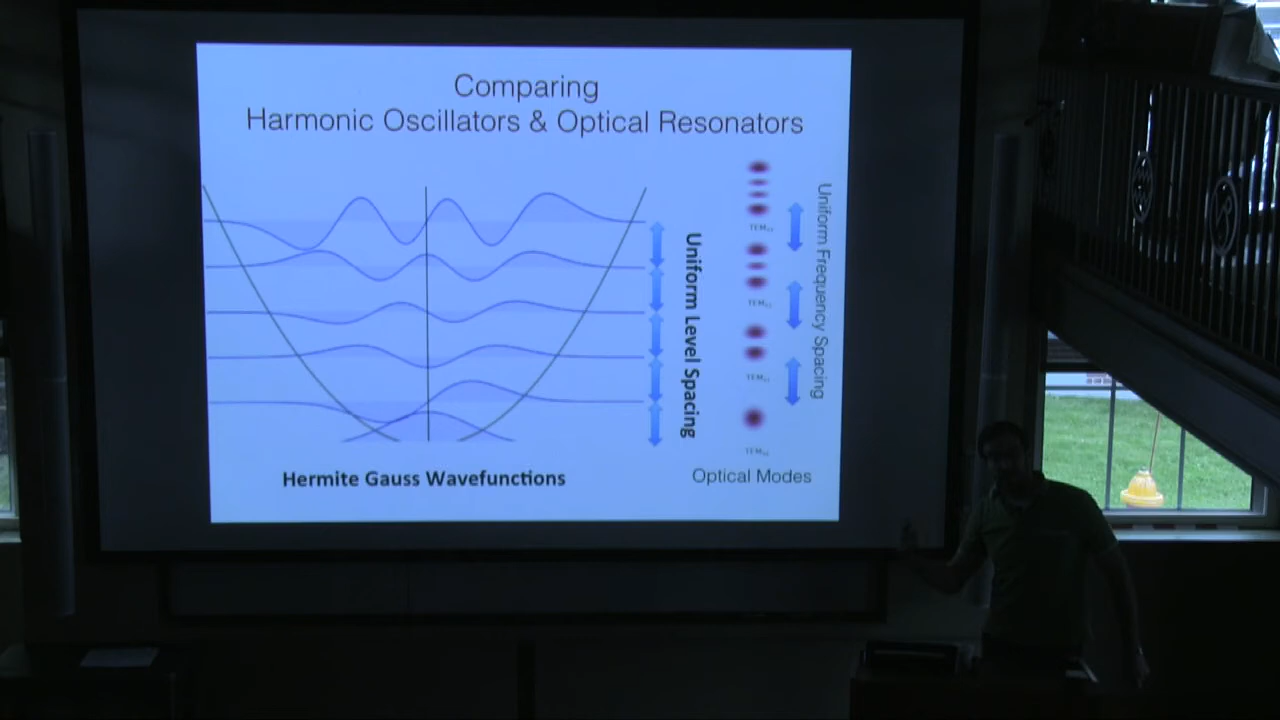 Comparing
Harmonic Oscillators & Optical Resonators
Uniform Level Spacing
Uniform Frequency Spacing
Hermite Gauss Wavefunctions
Optical Modes